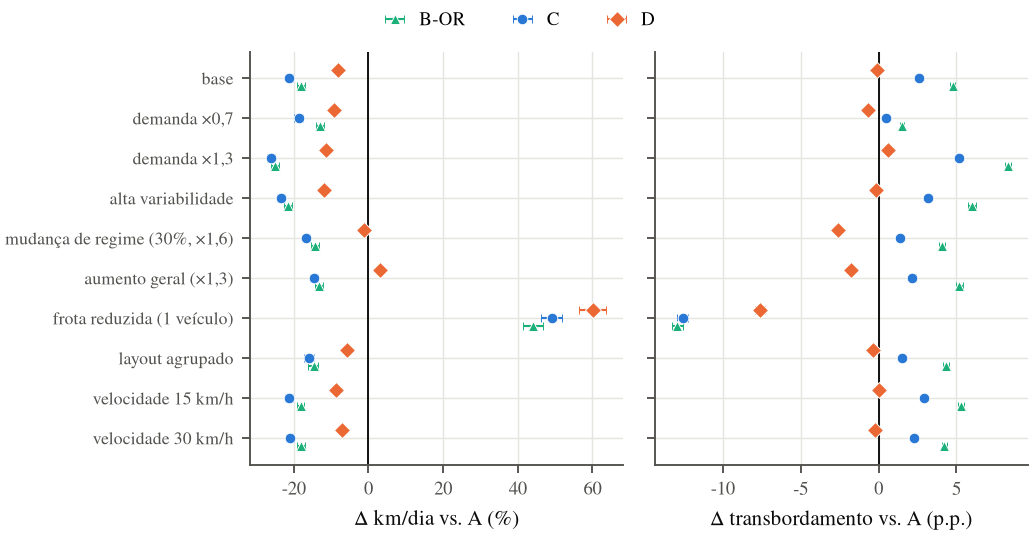 B-OR C D
base
demanda ×0,7
demanda ×1,3
alta variabilidade
mudança de regime (30%, ×1,6)
aumento geral (×1,3)
frota reduzida (1 veículo)
layout agrupado
velocidade 15 km/h
velocidade 30 km/h
-20 0 20 40 60
Δ km/dia vs. A (%)
-10 -5 0 5
Δ transbordamento vs. A (p.p.)